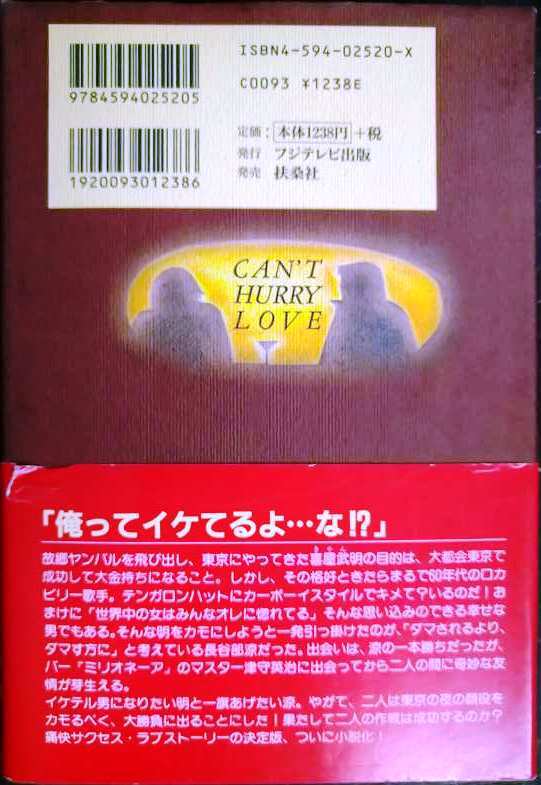 ISBN4-594-02520-X
9784594025205
C0093 ¥1238E
定価: 本体1238円 +税
発行 フジテレビ出版
発売 扶桑社
1920093012386
CAN'T
HURRY
LOVE
「俺ってイケてるよ…な!?」
故郷ヤンバルを飛び出し、東京にやってきた喜屋武明の目的は、大都会東京で
成功して大金持ちになること。しかし、その格好ときたらまるで60年代のロカ
ビリー歌手。テンガロンハットにカーボーイスタイルでキメてヤいるのだ!お
まけに「世界中の女はみんなオレに惚れてる」そんな思い込みのできる幸せな
男でもある。そんな明をカモにしようと一発引っ掛けたのが、「ダマされるより、
ダマす方に」と考えている長谷部涼だった。出会いは、涼の一本勝ちだったが、
バー『ミリオネーア』のマスター津守英治に出会ってから二人の間に奇妙な友
情が芽生える。
イケテル男になりたい明と一旗あげたい涼。やがて、二人は東京の夜の顔役を
カモるべく、大勝負に出ることにした!果たして二人の作戦は成功するのか?
痛快サクセス・ラブストーリーの決定版、ついに小説化!